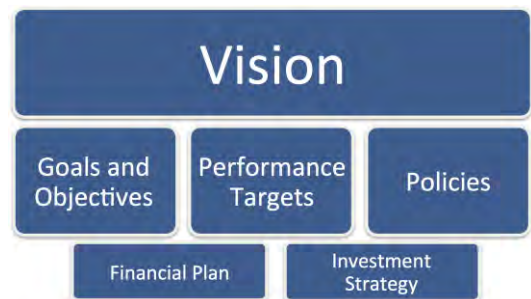 Vision
Goals and
Objectives
Performance
Targets
Policies
Financial Plan
Investment
Strategy